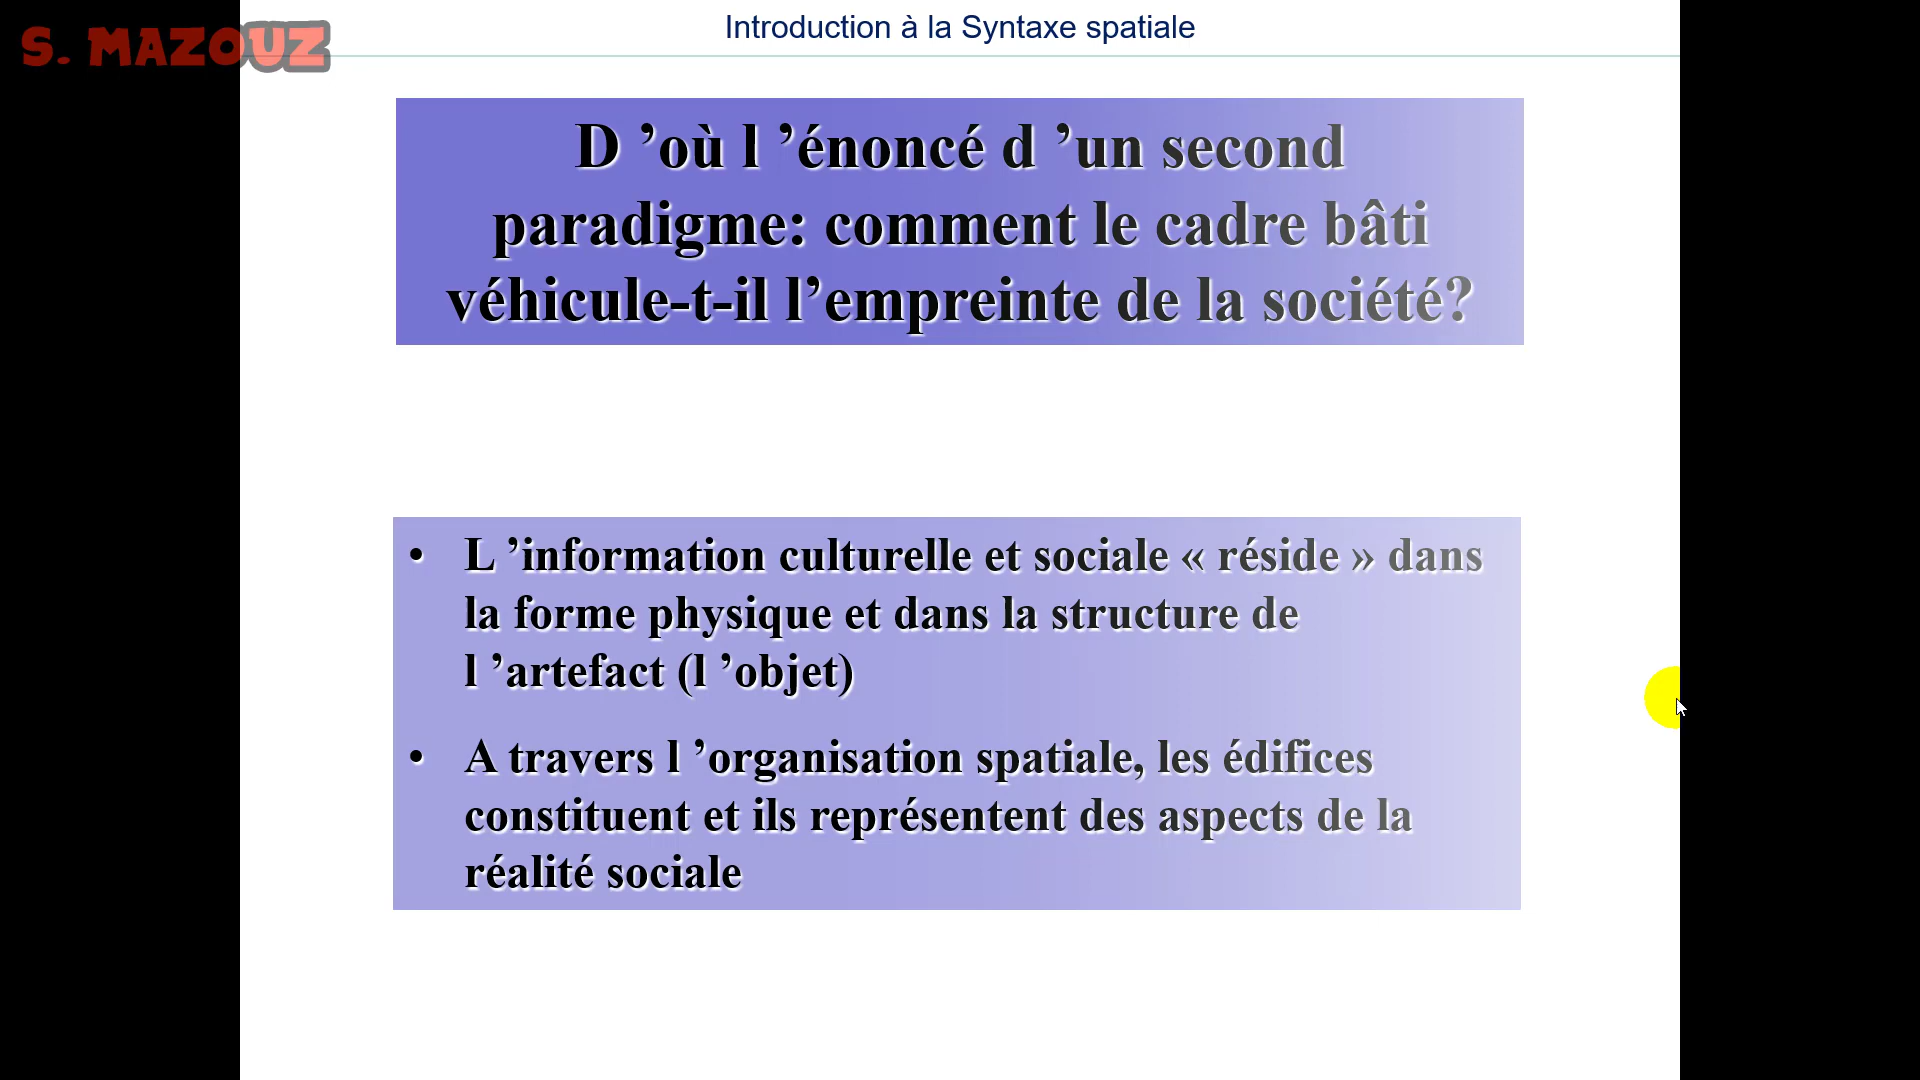 Introduction à la Syntaxe spatiale
S. MAZOUZ
D ’où l ’énoncé d ’un second
paradigme: comment le cadre bâti
véhicule-t-il l’empreinte de la société?
• L ’information culturelle et sociale « réside » dans
la forme physique et dans la structure de
l ’artefact (l ’objet)
• A travers l ’organisation spatiale, les édifices
constituent et ils représentent des aspects de la
réalité sociale